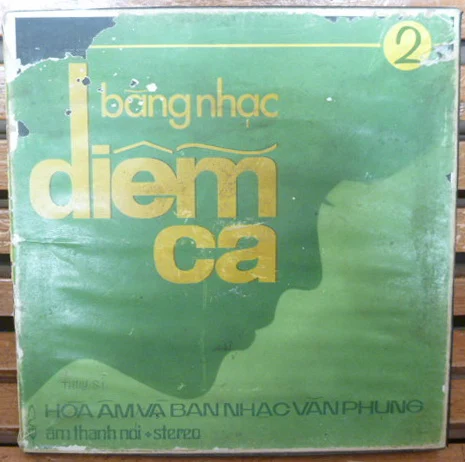 2
băng nhạc
diễm
ca
HÒA ÂM VÀ BAN NHẠC VĂN PHỤNG
âm thanh nổi + stereo